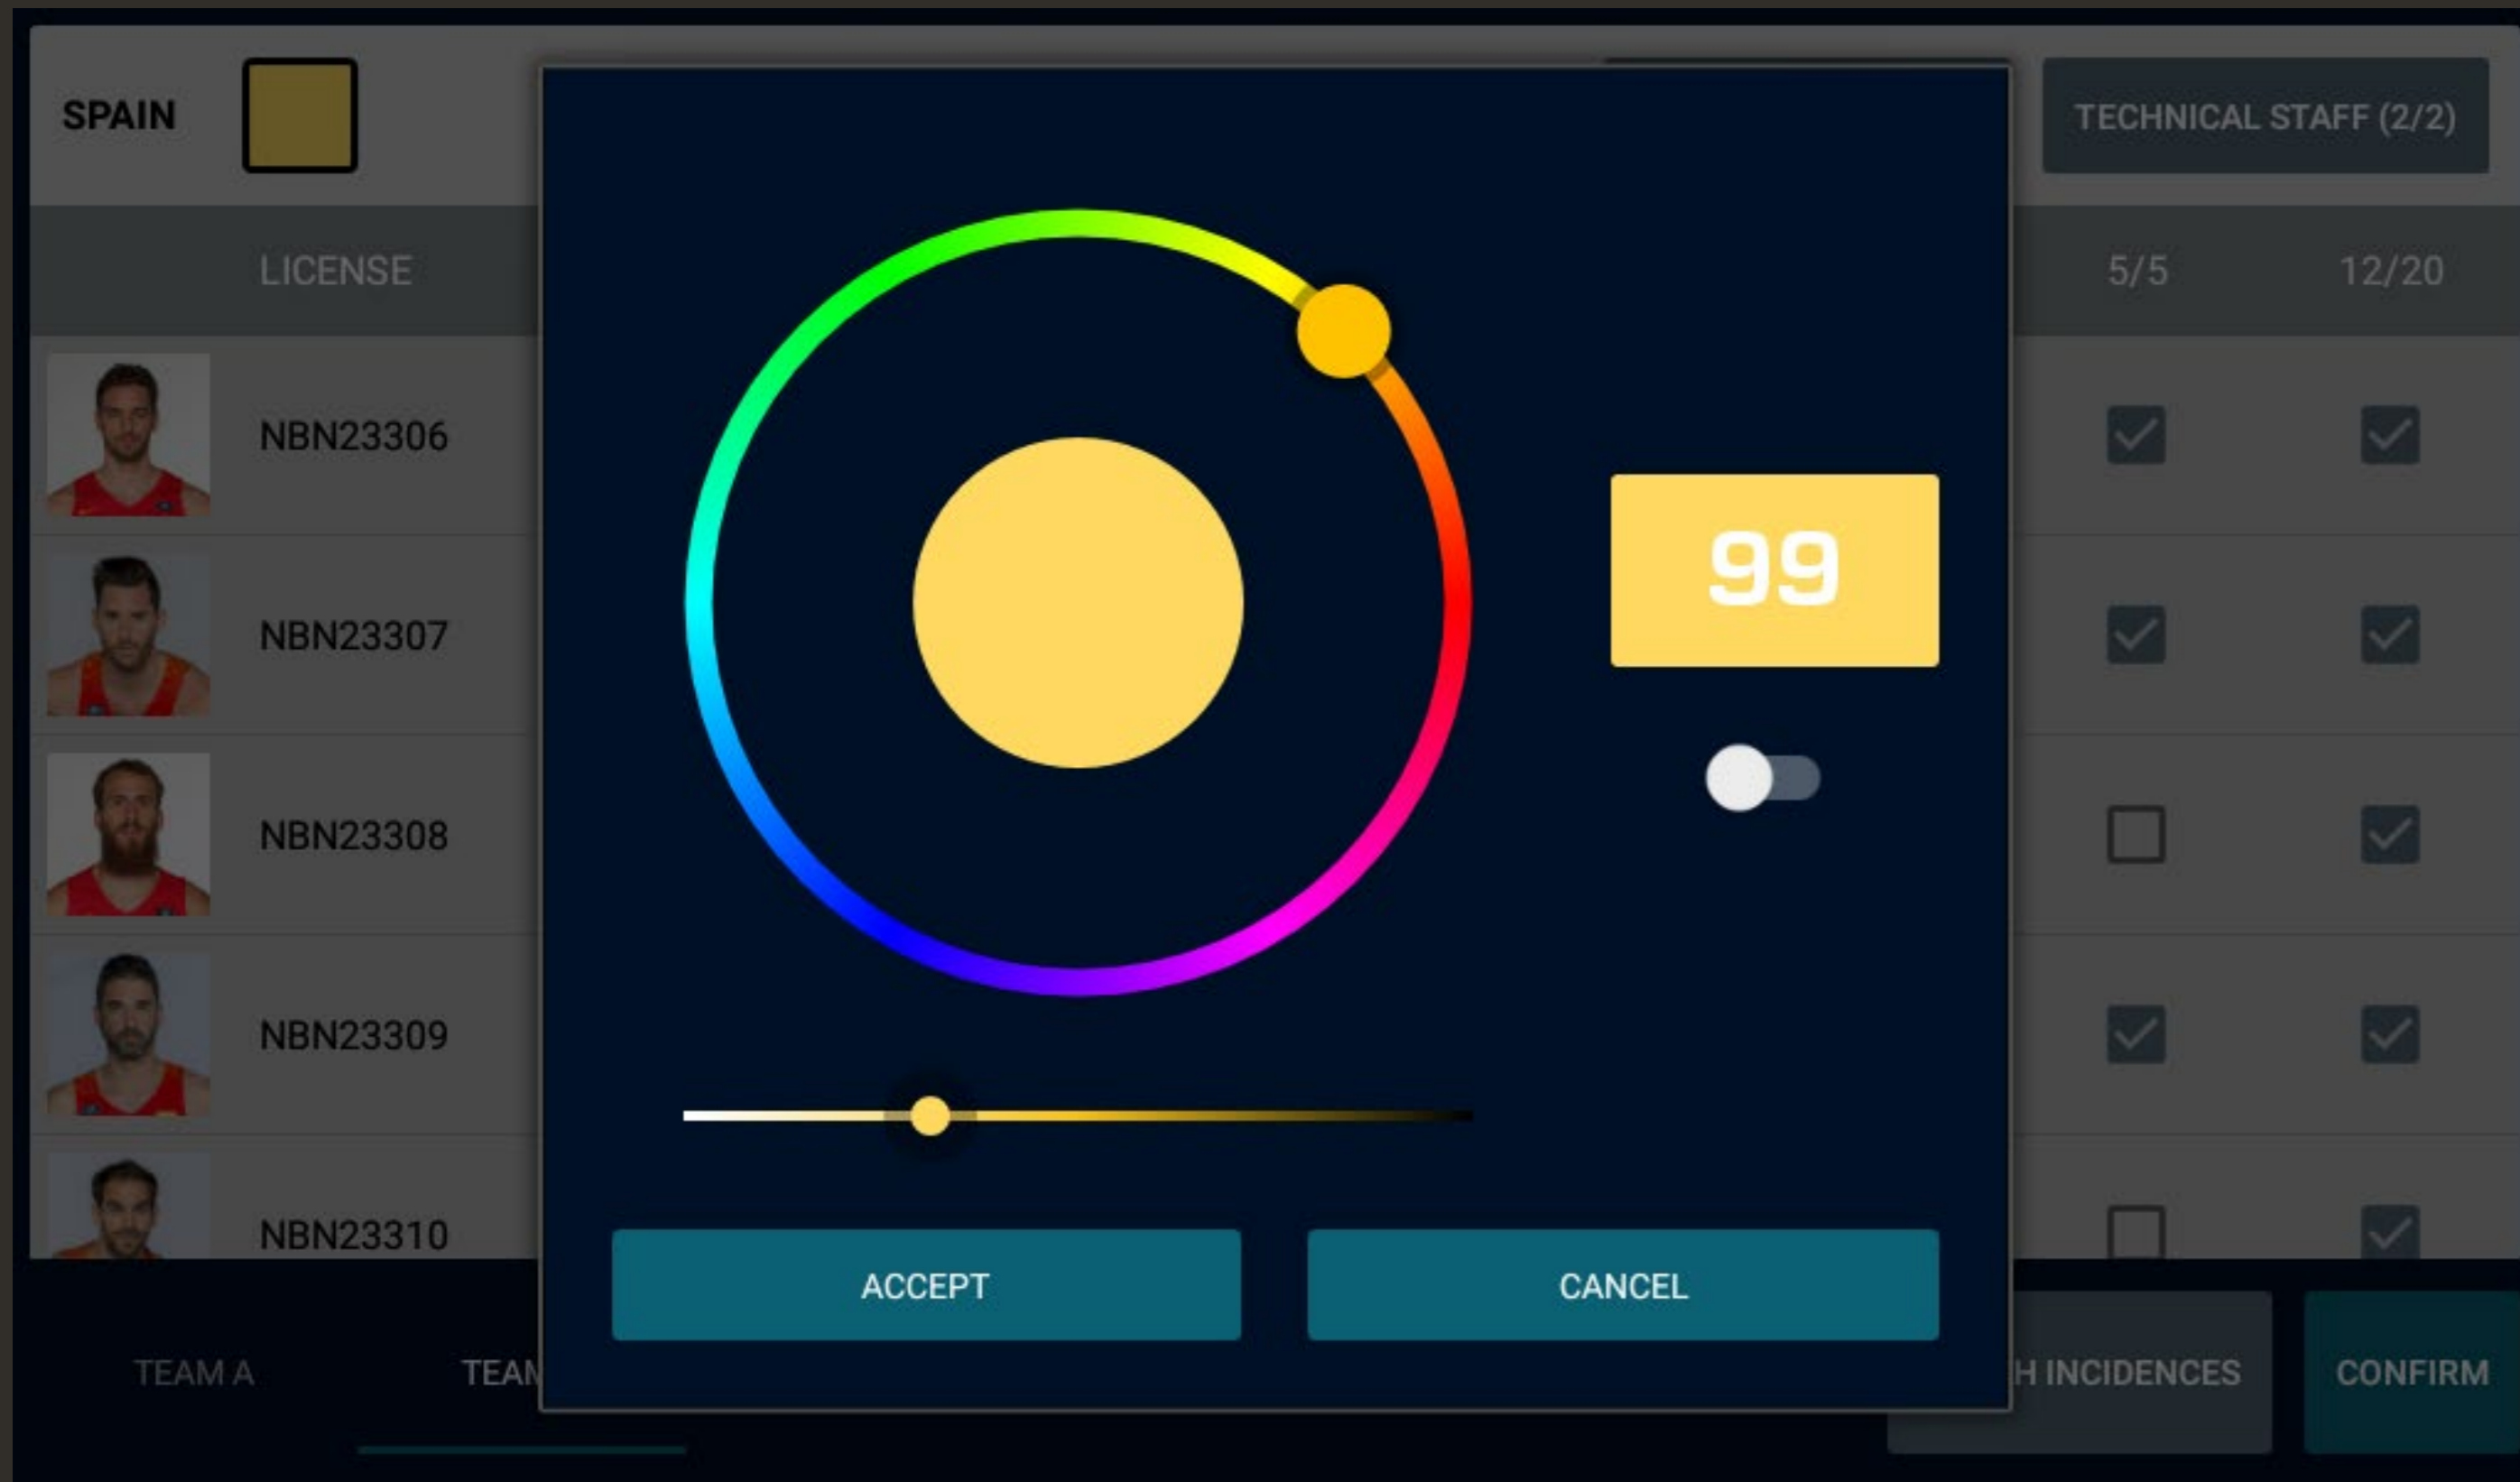 SPAIN
TECHNICAL STAFF (2/2)
LICENSE
5/5
12/20
NBN23306
NBN23307
99
NBN23308
NBN23309
NBN23310
ACCEPT
CANCEL
TEAM A
TEAM
H INCIDENCES
CONFIRM